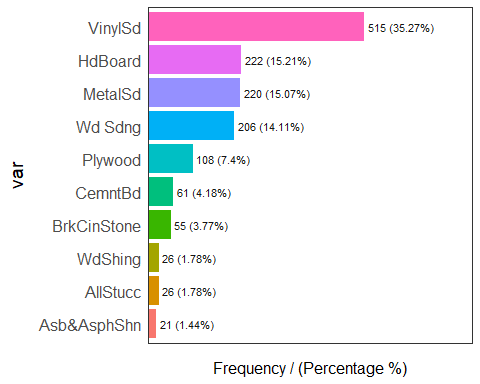 VinylSd 515 (35.27%)
HdBoard 222 (15.21%)
MetalSd 220 (15.07%)
Wd Sdng 206 (14.11%)
Plywood 108 (7.4%)
CemntBd 61 (4.18%)
BrkCinStone 55 (3.77%)
WdShing 26 (1.78%)
AllStucc 26 (1.78%)
Asb&AsphShn 21 (1.44%)
var
Frequency / (Percentage %)